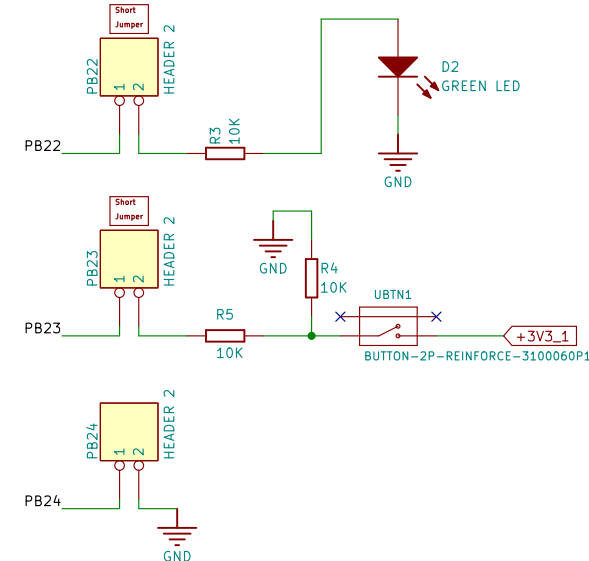 Short
Jumper
PB22
1 2
HEADER 2
PB22
R3
10K
D2
GREEN LED
GND
Short
Jumper
PB23
1 2
HEADER 2
PB23
R5
10K
GND
R4
10K
UBTN1
+3V3_1
BUTTON-2P-REINFORCE-3100060P1
PB24
1 2
HEADER 2
PB24
GND